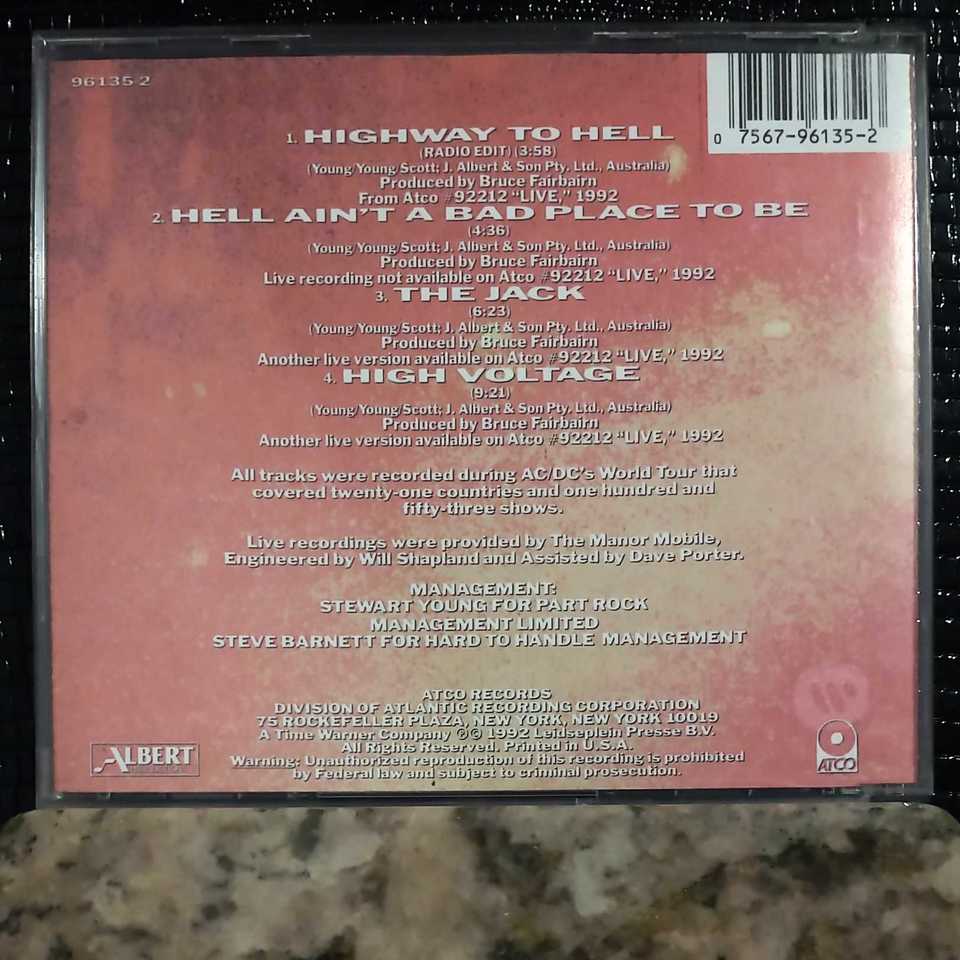 96135-2
0 7567-96135-2
1. HIGHWAY TO HELL
(RADIO EDIT) (3:58)
(Young/Young/Scott; J. Albert & Son Pty. Ltd., Australia)
Produced by Bruce Fairbairn
From Atco #92212 "LIVE," 1992
2. HELL AIN'T A BAD PLACE TO BE
(4:36)
(Young/Young/Scott; J. Albert & Son Pty. Ltd., Australia)
Produced by Bruce Fairbairn
Live recording not available on Atco #92212 "LIVE," 1992
3. THE JACK
(6:23)
(Young/Young/Scott; J. Albert & Son Pty. Ltd., Australia)
Produced by Bruce Fairbairn
Another live version available on Atco #92212 "LIVE," 1992
4. HIGH VOLTAGE
(9:21)
(Young/Young/Scott; J. Albert & Son Pty. Ltd., Australia)
Produced by Bruce Fairbairn
Another live version available on Atco #92212 "LIVE," 1992
All tracks were recorded during AC/DC's World Tour that
covered twenty-one countries and one hundred and
fifty-three shows.
Live recordings were provided by The Manor Mobile,
Engineered by Will Shapland and Assisted by Dave Porter.
MANAGEMENT:
STEWART YOUNG FOR PART ROCK
MANAGEMENT LIMITED
STEVE BARNETT FOR HARD TO HANDLE MANAGEMENT
ATCO RECORDS
DIVISION OF ATLANTIC RECORDING CORPORATION
75 ROCKEFELLER PLAZA, NEW YORK, NEW YORK 10019
A Time Warner Company ℗© 1992 Leidseplein Presse B.V.
All Rights Reserved. Printed in U.S.A.
Warning: Unauthorized reproduction of this recording is prohibited
by Federal law and subject to criminal prosecution.
ALBERT
ATCO